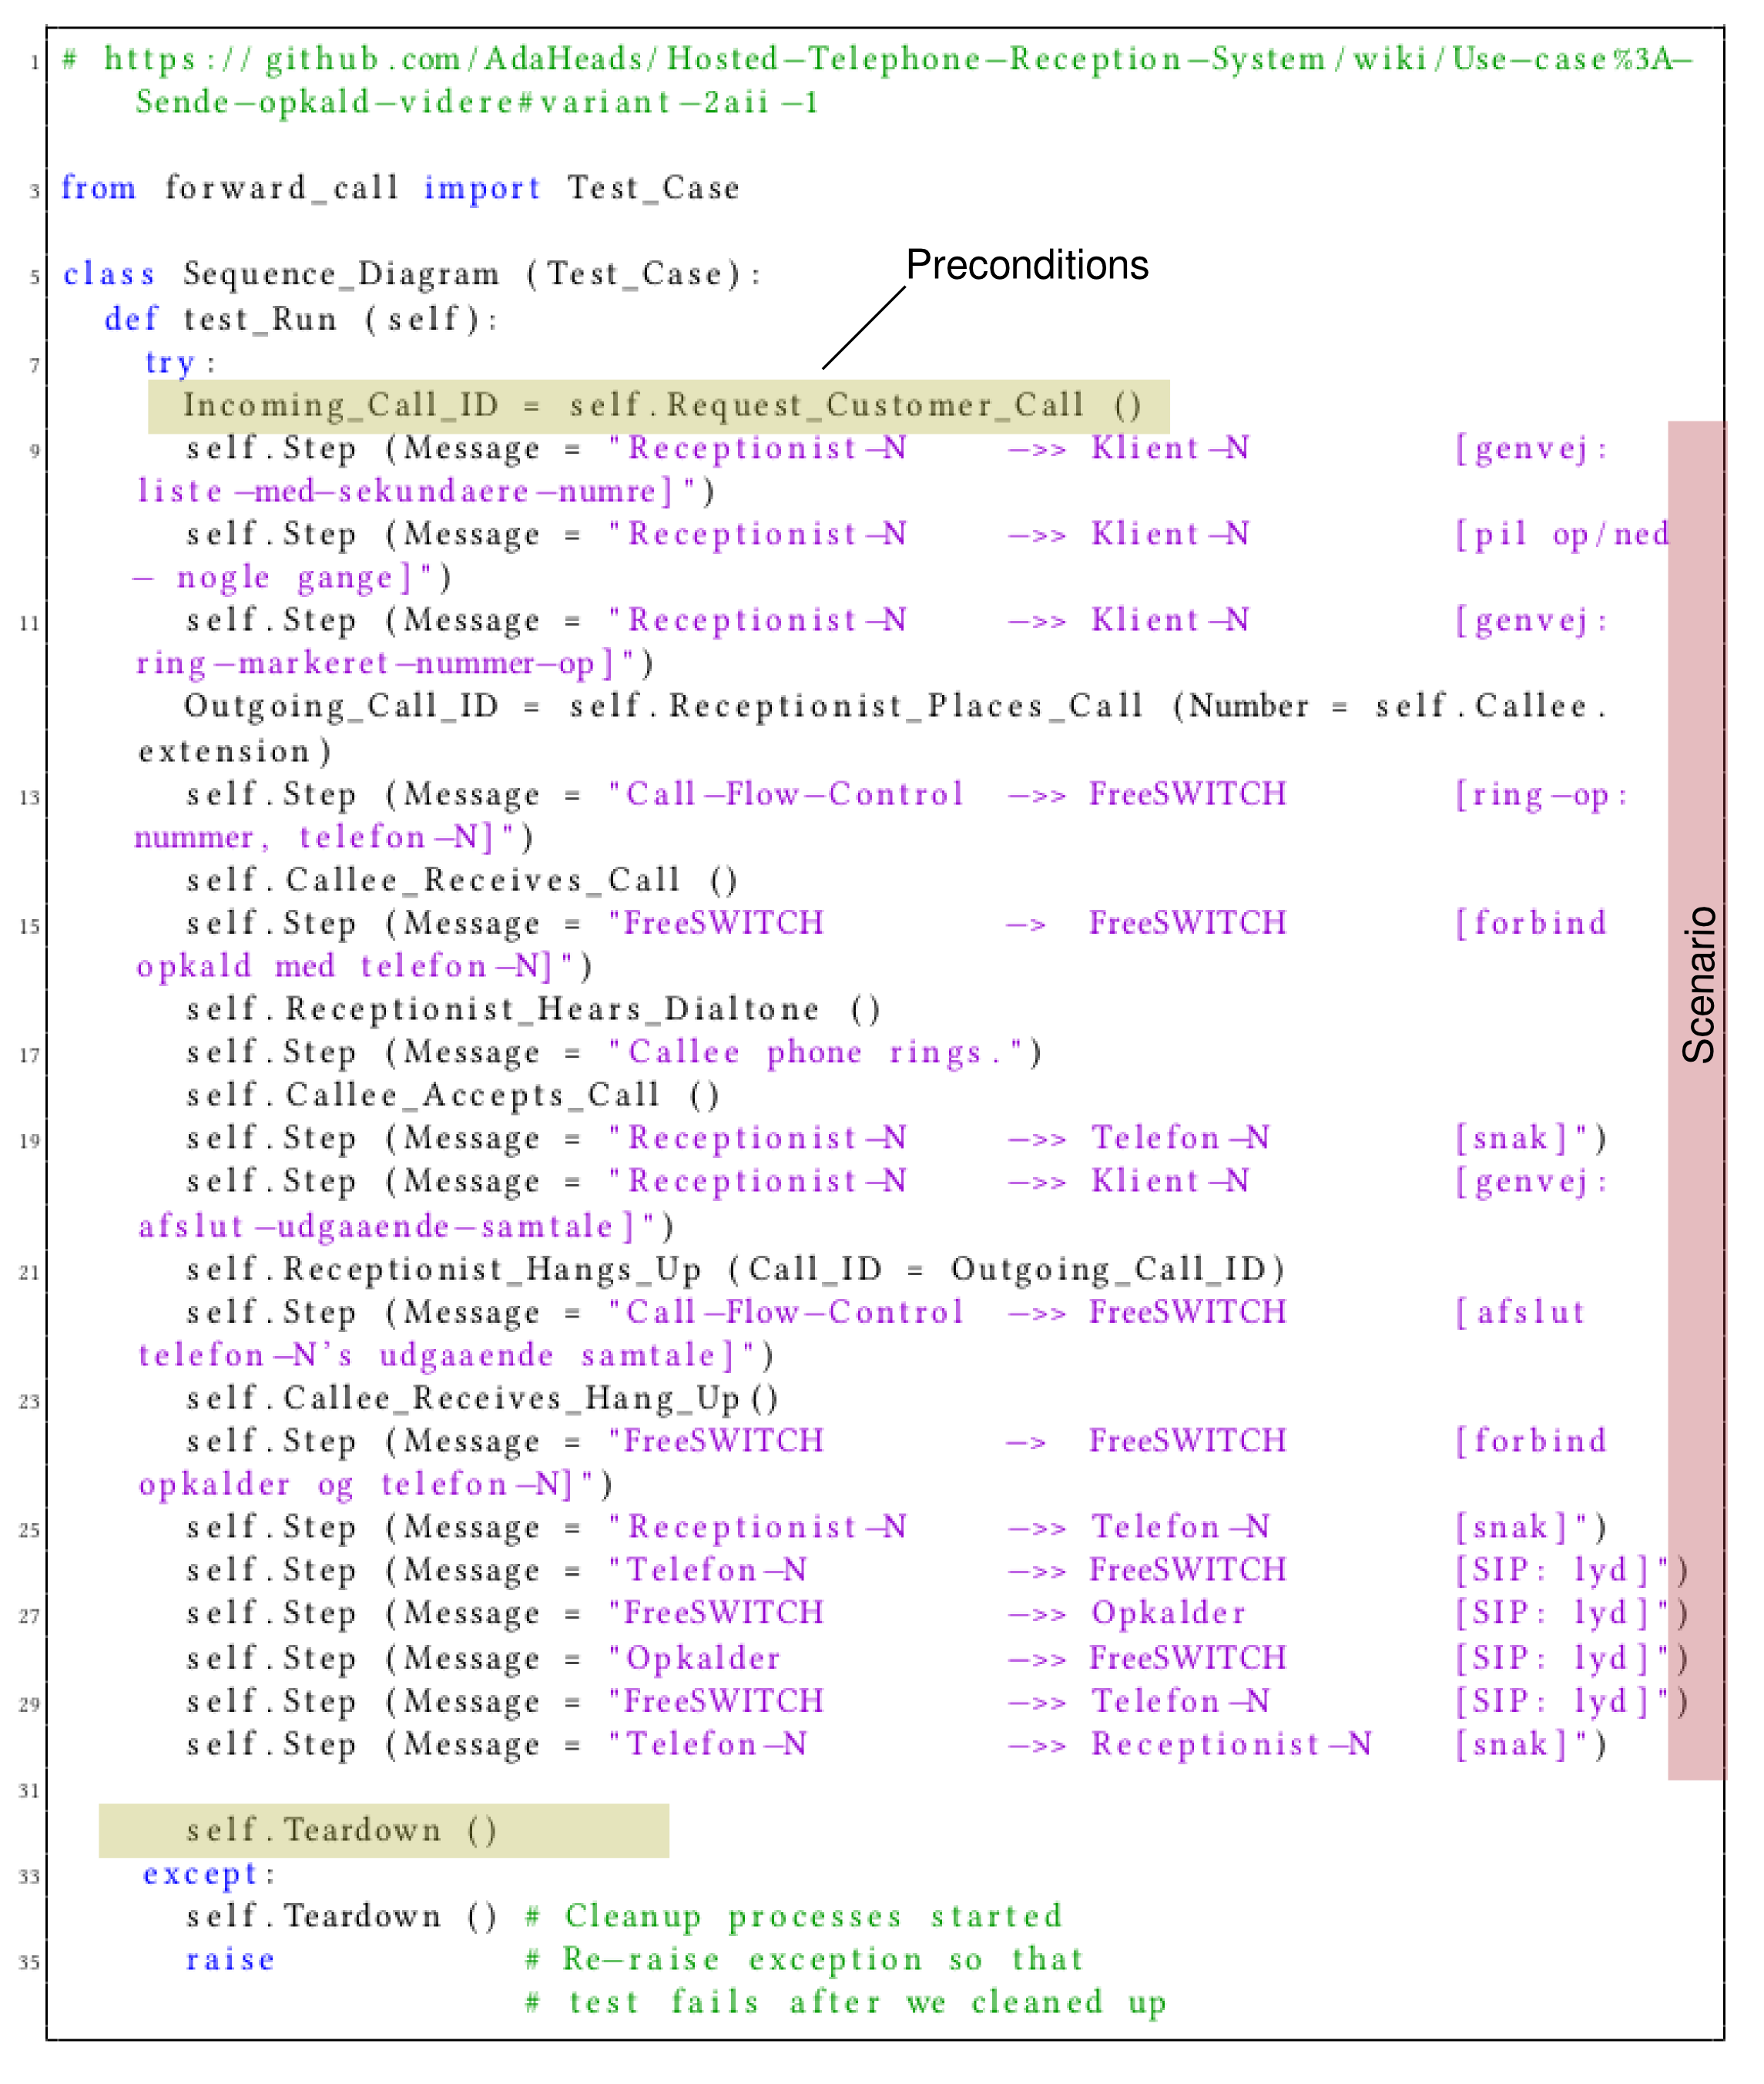 1 # https://github.com/AdaHeads/Hosted-Telephone-Reception-System/wiki/Use-case%3A-
Sende-opkald-videre#variant-2aii-1
3 from forward_call import Test_Case
Preconditions
5 class Sequence_Diagram (Test_Case):
def test_Run (self):
7 try:
Incoming_Call_ID = self.Request_Customer_Call ()
9 self.Step (Message = "Receptionist-N ->> Klient-N [genvej:
liste-med-sekundaere-numre]")
self.Step (Message = "Receptionist-N ->> Klient-N [pil op/ned
- nogle gange]")
11 self.Step (Message = "Receptionist-N ->> Klient-N [genvej:
ring-markeret-nummer-op]")
Outgoing_Call_ID = self.Receptionist_Places_Call (Number = self.Callee.
extension)
13 self.Step (Message = "Call-Flow-Control ->> FreeSWITCH [ring-op:
nummer, telefon-N]")
self.Callee_Receives_Call ()
15 self.Step (Message = "FreeSWITCH -> FreeSWITCH [forbind
opkald med telefon-N]")
self.Receptionist_Hears_Dialtone ()
17 self.Step (Message = "Callee phone rings.")
self.Callee_Accepts_Call ()
19 self.Step (Message = "Receptionist-N ->> Telefon-N [snak]")
self.Step (Message = "Receptionist-N ->> Klient-N [genvej:
afslut-udgaaende-samtale]")
21 self.Receptionist_Hangs_Up (Call_ID = Outgoing_Call_ID)
self.Step (Message = "Call-Flow-Control ->> FreeSWITCH [afslut
telefon-N's udgaaende samtale]")
23 self.Callee_Receives_Hang_Up()
self.Step (Message = "FreeSWITCH -> FreeSWITCH [forbind
opkalder og telefon-N]")
25 self.Step (Message = "Receptionist-N ->> Telefon-N [snak]")
self.Step (Message = "Telefon-N ->> FreeSWITCH [SIP: lyd]")
27 self.Step (Message = "FreeSWITCH ->> Opkalder [SIP: lyd]")
self.Step (Message = "Opkalder ->> FreeSWITCH [SIP: lyd]")
29 self.Step (Message = "FreeSWITCH ->> Telefon-N [SIP: lyd]")
self.Step (Message = "Telefon-N ->> Receptionist-N [snak]")
Scenario
31
self.Teardown ()
33 except:
self.Teardown () # Cleanup processes started
35 raise # Re-raise exception so that
# test fails after we cleaned up